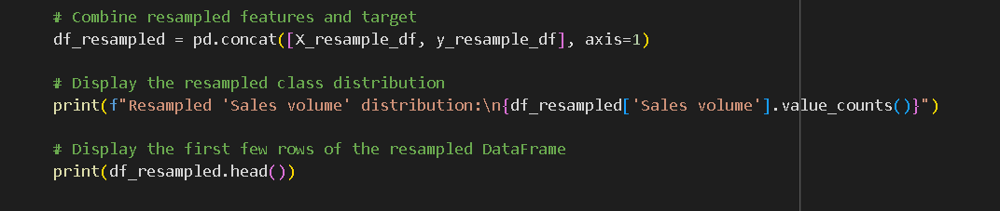 # Combine resampled features and target
df_resampled = pd.concat([X_resample_df, y_resample_df], axis=1)
# Display the resampled class distribution
print(f"Resampled 'Sales volume' distribution:\n{df_resampled['Sales volume'].value_counts()}")
# Display the first few rows of the resampled DataFrame
print(df_resampled.head())